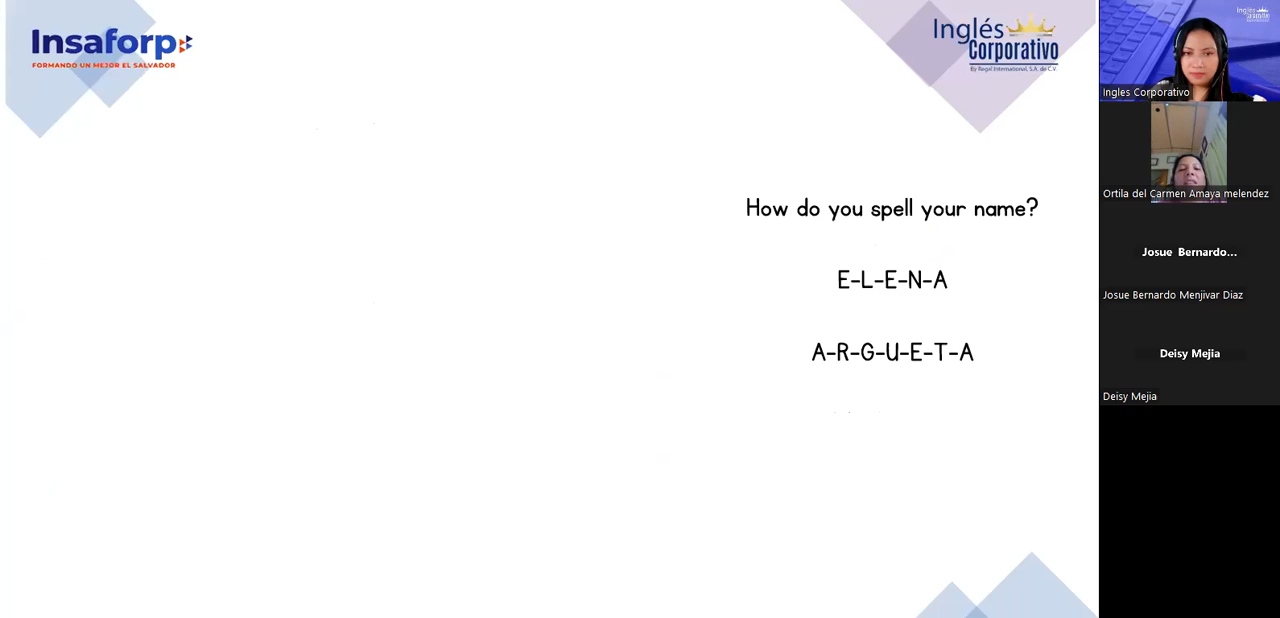 Insaforp
FORMANDO UN MEJOR EL SALVADOR
Inglés
Corporativo
By Regal International, S.A. de C.V.
How do you spell your name?
E-L-E-N-A
A-R-G-U-E-T-A
Ingles Corporativo
Ortila del Carmen Amaya melendez
Josue Bernardo...
Josue Bernardo Menjivar Diaz
Deisy Mejia
Deisy Mejia